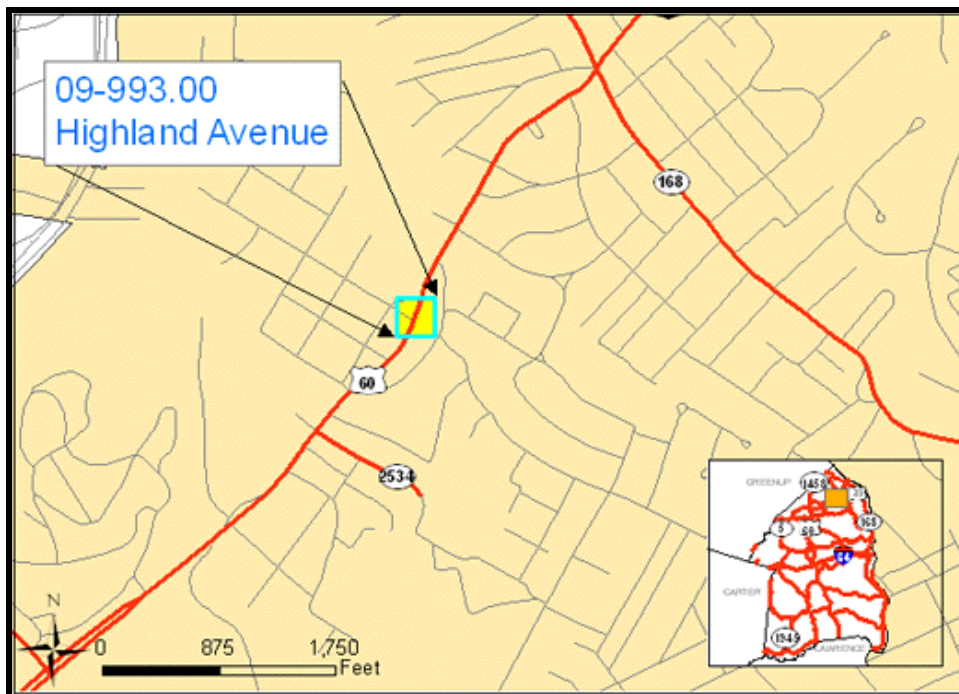 09-993.00
Highland Avenue
168
60
2534
GREENUP
1458
23
5
60
168
64
CARTER
1949
LAWRENCE
N
0 875 1,750
Feet